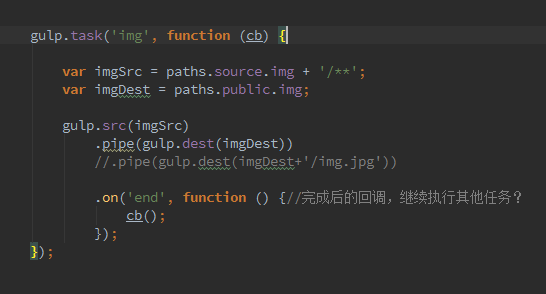 gulp.task('img', function (cb) {
var imgSrc = paths.source.img + '/**';
var imgDest = paths.public.img;
gulp.src(imgSrc)
.pipe(gulp.dest(imgDest))
//.pipe(gulp.dest(imgDest+'/img.jpg'))
.on('end', function () {//完成后的回调，继续执行其他任务？
cb();
});
});